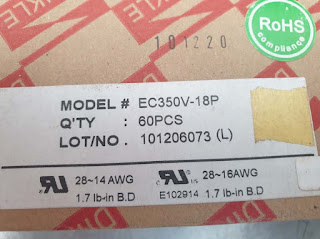 RoHS
compliance
101220
MODEL # EC350V-18P
Q'TY : 60PCS
LOT/NO. 101206073 (L)
28~14 AWG
1.7 lb-in B.D
28~16AWG
E102914 1.7 lb-in B.D